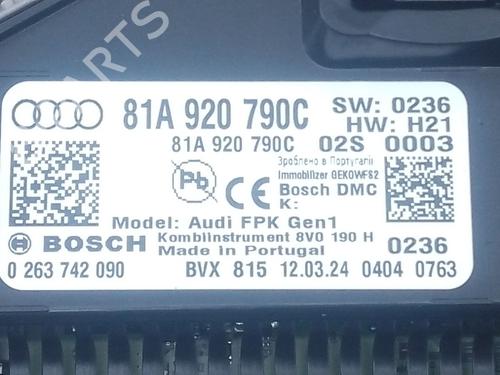 B-PARTS
81A 920 790C SW: 0236
HW: H21
81A 920 790C 02S 0003
Зроблено в Португалії
Immobilizer GEKOWFS2
Pb
CE
Bosch DMC
K:
Model: Audi FPK Gen1
BOSCH Kombiinstrument 8V0 190 H 0236
Made in Portugal
0 263 742 090 BVX 815 12.03.24 0404 0763